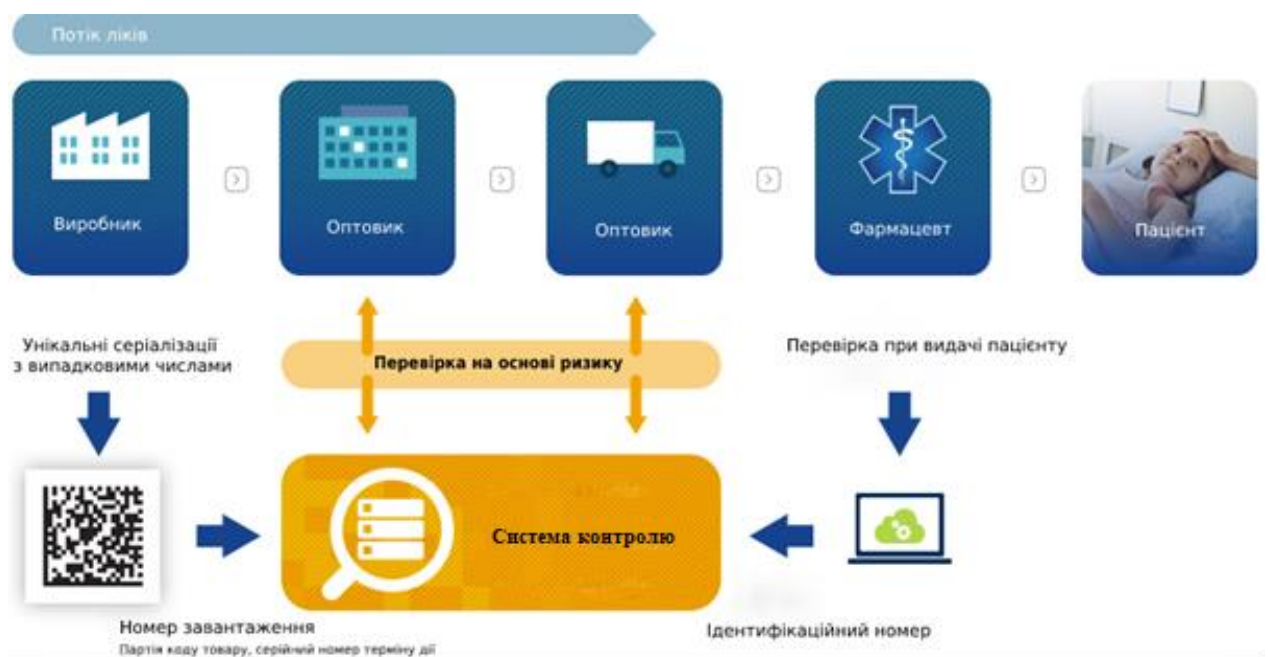 Потік ліків
Виробник
Оптовик
Оптовик
Фармацевт
Пацієнт
Унікальні серіалізації
з випадковими числами
Перевірка на основі ризику
Перевірка при видачі пацієнту
Система контролю
Номер завантаження
Партія коду товару, серійний номер терміну дії
Ідентифікаційний номер